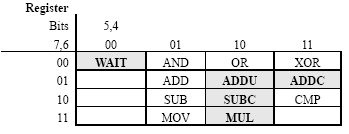 Register
Bits 5,4
7,6 00 01 10 11
00 WAIT AND OR XOR
01 ADD ADDU ADDC
10 SUB SUBC CMP
11 MOV MUL